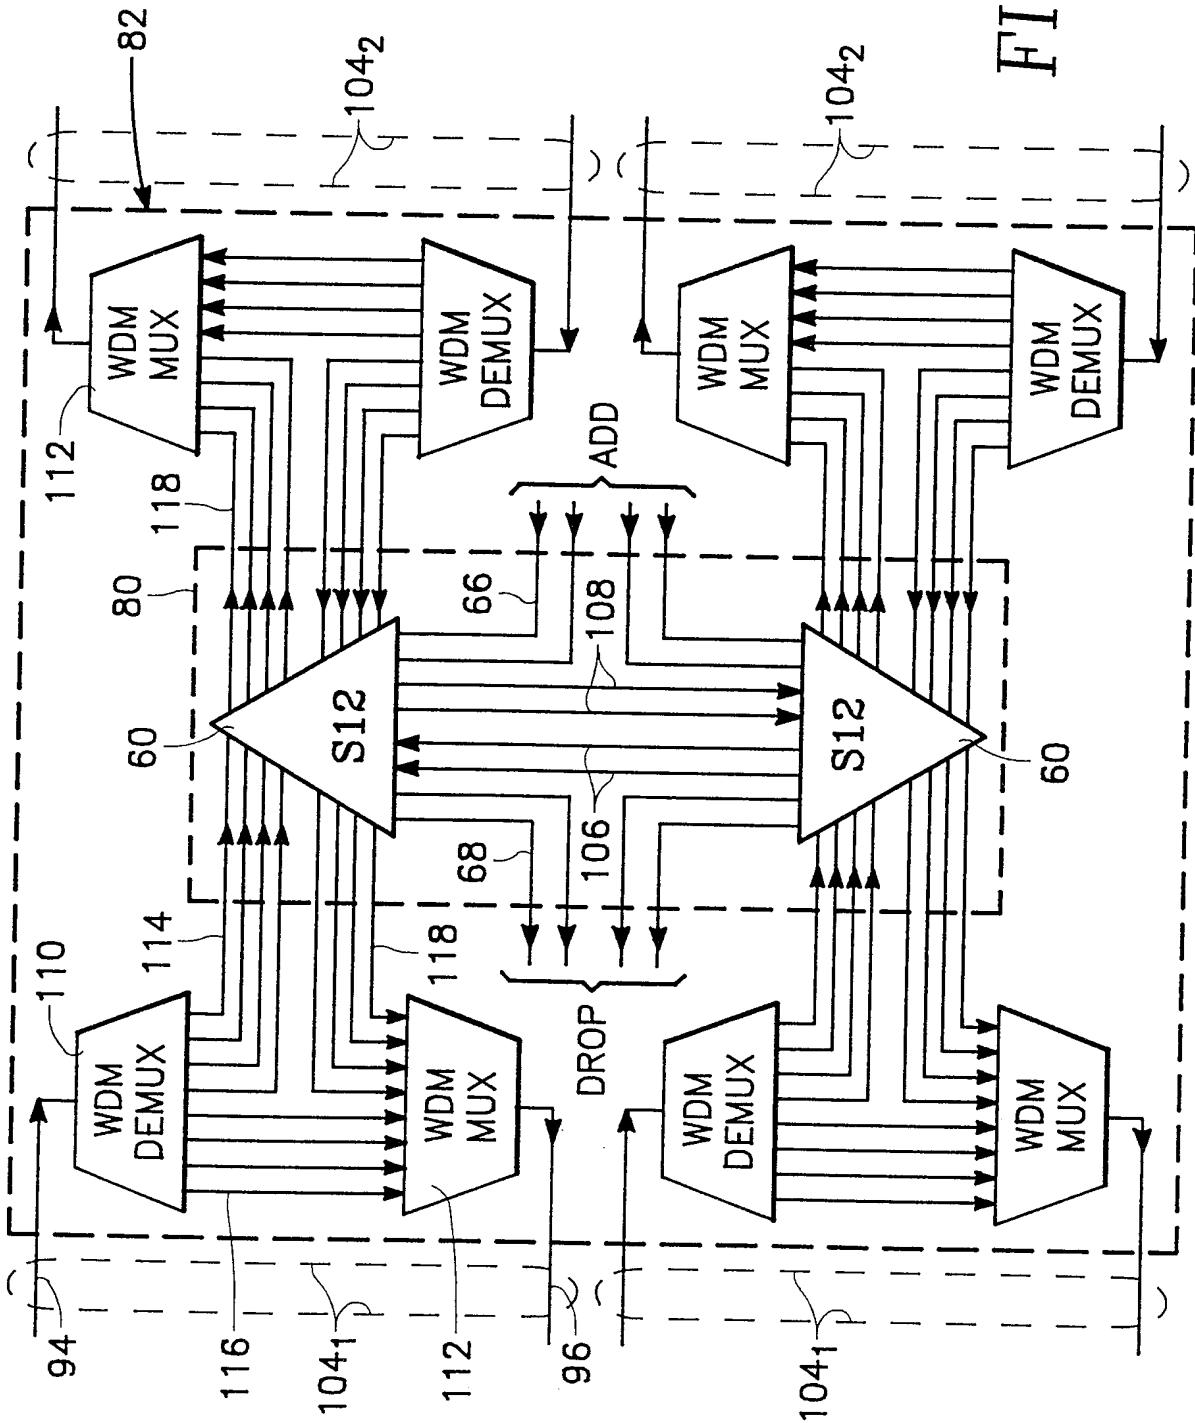 82
104₂
104₂
FI
112
WDM
MUX
WDM
DEMUX
WDM
MUX
WDM
DEMUX
118
ADD
80
66
108
60
S12
S12
60
68
106
114
110
118
DROP
WDM
DEMUX
WDM
MUX
WDM
DEMUX
WDM
MUX
94
116
104₁
112
96
104₁